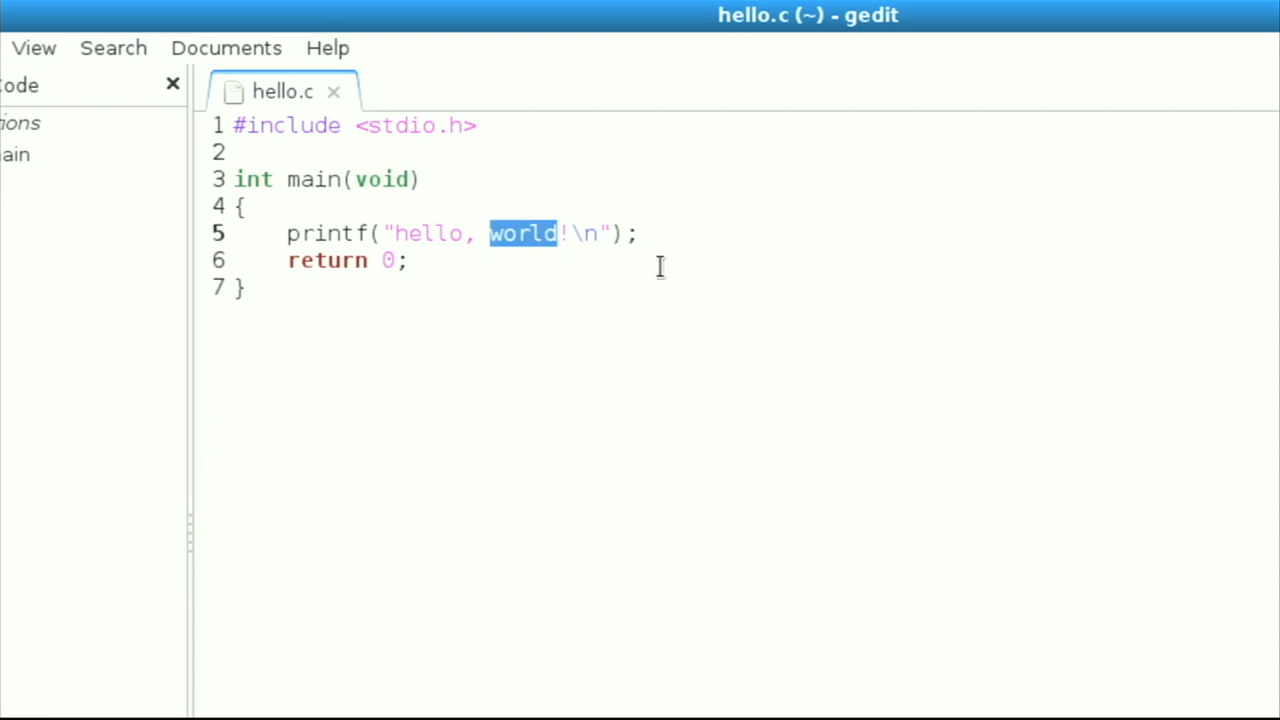 hello.c (~) - gedit
View Search Documents Help
ode
hello.c
ions
ain
1 #include <stdio.h>
2
3 int main(void)
4 {
5     printf("hello, world!\n");
6     return 0;
7 }